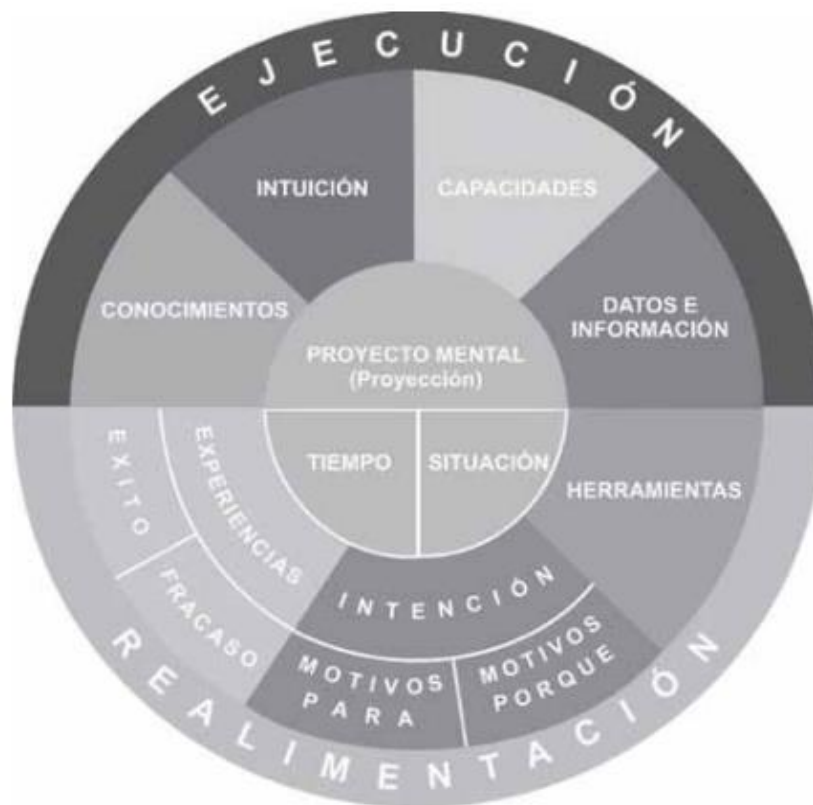 EJECUCIÓN
INTUICIÓN
CAPACIDADES
CONOCIMIENTOS
DATOS E
INFORMACIÓN
PROYECTO MENTAL
(Proyección)
TIEMPO
SITUACIÓN
HERRAMIENTAS
EXPERIENCIAS
EXITO
FRACASO
INTENCIÓN
MOTIVOS
PARA
MOTIVOS
PORQUE
REALIMENTACIÓN